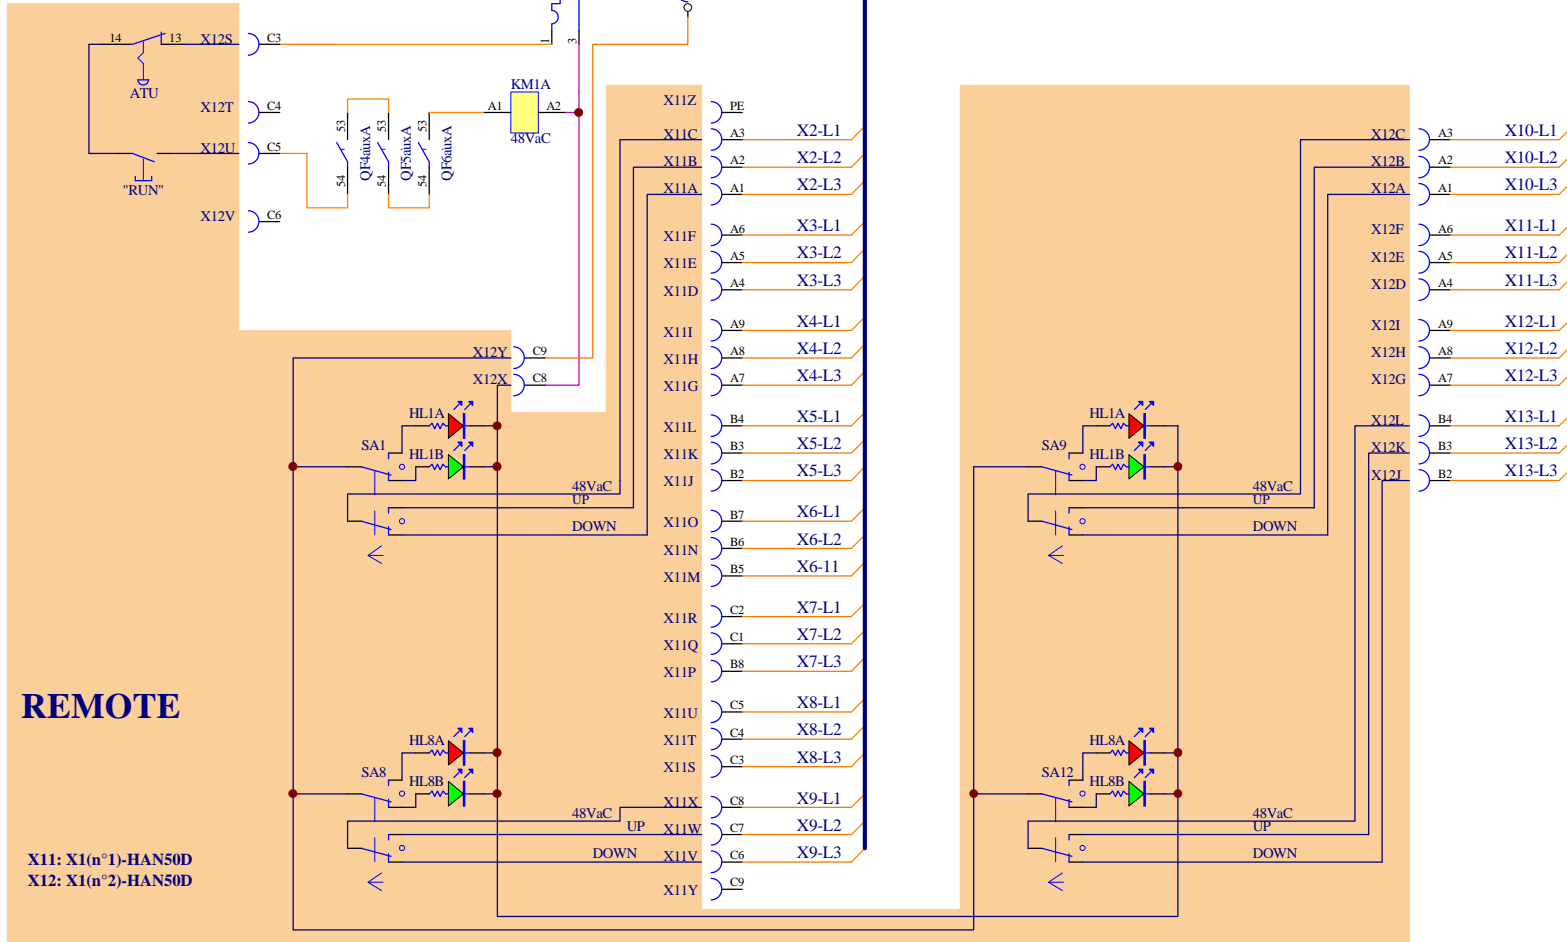 14 13 X12S C3
ATU
X12T C4
X12U C5
"RUN"
X12V C6
53 54 QF4auxA
53 54 QF5auxA
53 54 QF6auxA
1 3
KM1A
A1 A2
48VaC
X12Y C9
X12X C8
HL1A
SA1
HL1B
48VaC
UP
DOWN
REMOTE
HL8A
SA8
HL8B
48VaC
UP
DOWN
X11: X1(n°1)-HAN50D
X12: X1(n°2)-HAN50D
X11Z PE
X11C A3 X2-L1
X11B A2 X2-L2
X11A A1 X2-L3
X11F A6 X3-L1
X11E A5 X3-L2
X11D A4 X3-L3
X11I A9 X4-L1
X11H A8 X4-L2
X11G A7 X4-L3
X11L B4 X5-L1
X11K B3 X5-L2
X11J B2 X5-L3
X11O B7 X6-L1
X11N B6 X6-L2
X11M B5 X6-11
X11R C2 X7-L1
X11Q C1 X7-L2
X11P B8 X7-L3
X11U C5 X8-L1
X11T C4 X8-L2
X11S C3 X8-L3
X11X C8 X9-L1
X11W C7 X9-L2
X11V C6 X9-L3
X11Y C9
HL1A
SA9
HL1B
48VaC
UP
DOWN
HL8A
SA12
HL8B
48VaC
UP
DOWN
X12C A3 X10-L1
X12B A2 X10-L2
X12A A1 X10-L3
X12F A6 X11-L1
X12E A5 X11-L2
X12D A4 X11-L3
X12I A9 X12-L1
X12H A8 X12-L2
X12G A7 X12-L3
X12L B4 X13-L1
X12K B3 X13-L2
X12J B2 X13-L3